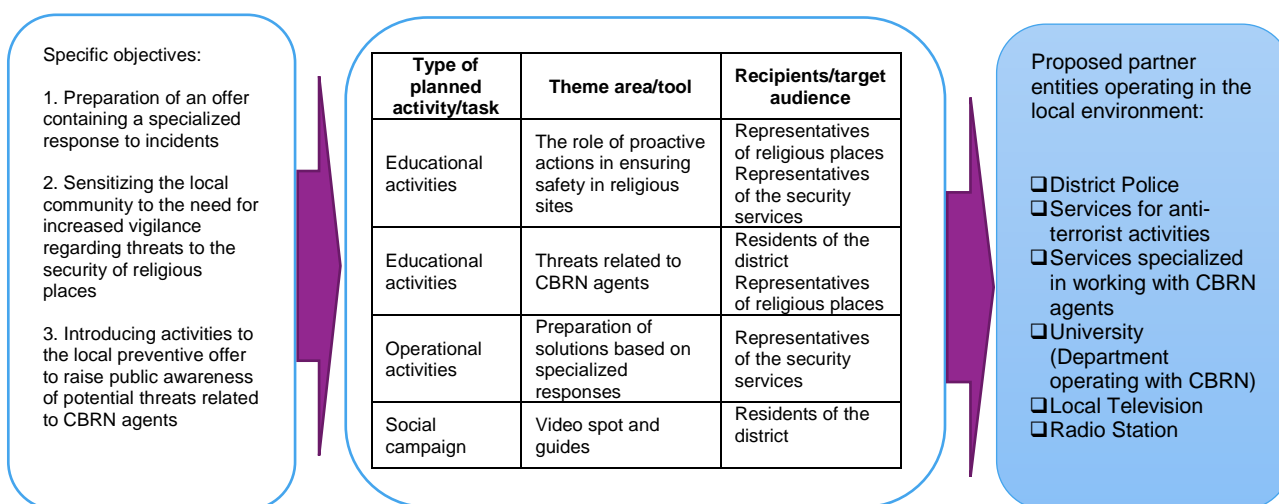 Specific objectives:
1. Preparation of an offer
containing a specialized
response to incidents
2. Sensitizing the local
community to the need for
increased vigilance
regarding threats to the
security of religious
places
3. Introducing activities to
the local preventive offer
to raise public awareness
of potential threats related
to CBRN agents
Type of
planned
activity/task
Theme area/tool
Recipients/target
audience
Educational
activities
The role of proactive
actions in ensuring
safety in religious
sites
Representatives
of religious places
Representatives
of the security
services
Educational
activities
Threats related to
CBRN agents
Residents of the
district
Representatives
of religious places
Operational
activities
Preparation of
solutions based on
specialized
responses
Representatives
of the security
services
Social
campaign
Video spot and
guides
Residents of the
district
Proposed partner
entities operating in the
local environment:
❑District Police
❑Services for anti-
terrorist activities
❑Services specialized
in working with CBRN
agents
❑University
(Department
operating with CBRN)
❑Local Television
❑Radio Station